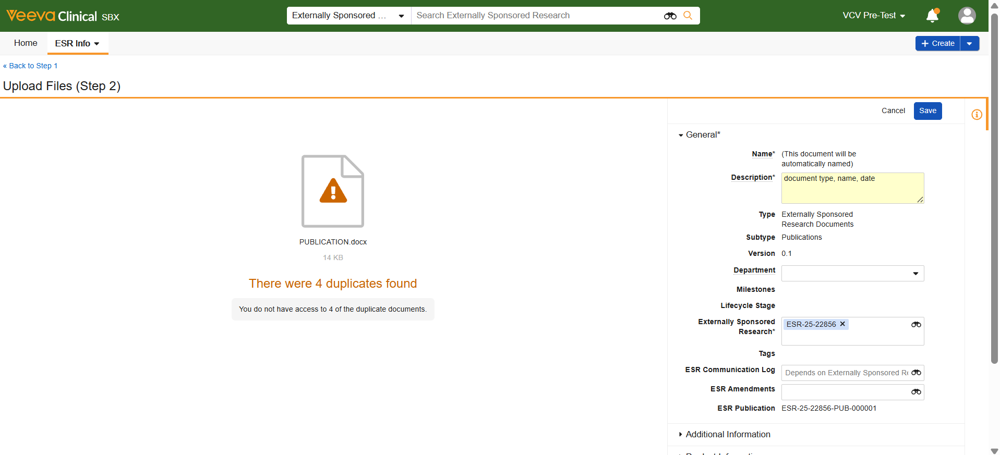 Veeva Clinical SBX
Externally Sponsored ...
Search Externally Sponsored Research
VCV Pre-Test
Home
ESR Info
+ Create
« Back to Step 1
Upload Files (Step 2)
Cancel
Save
General*
Name*
(This document will be
automatically named)
Description*
document type, name, date
Type
Externally Sponsored
Research Documents
Subtype
Publications
Version
0.1
Department
Milestones
Lifecycle Stage
Externally Sponsored
Research*
ESR-25-22856
Tags
ESR Communication Log
Depends on Externally Sponsored
ESR Amendments
ESR Publication
ESR-25-22856-PUB-000001
Additional Information
PUBLICATION.docx
14 KB
There were 4 duplicates found
You do not have access to 4 of the duplicate documents.